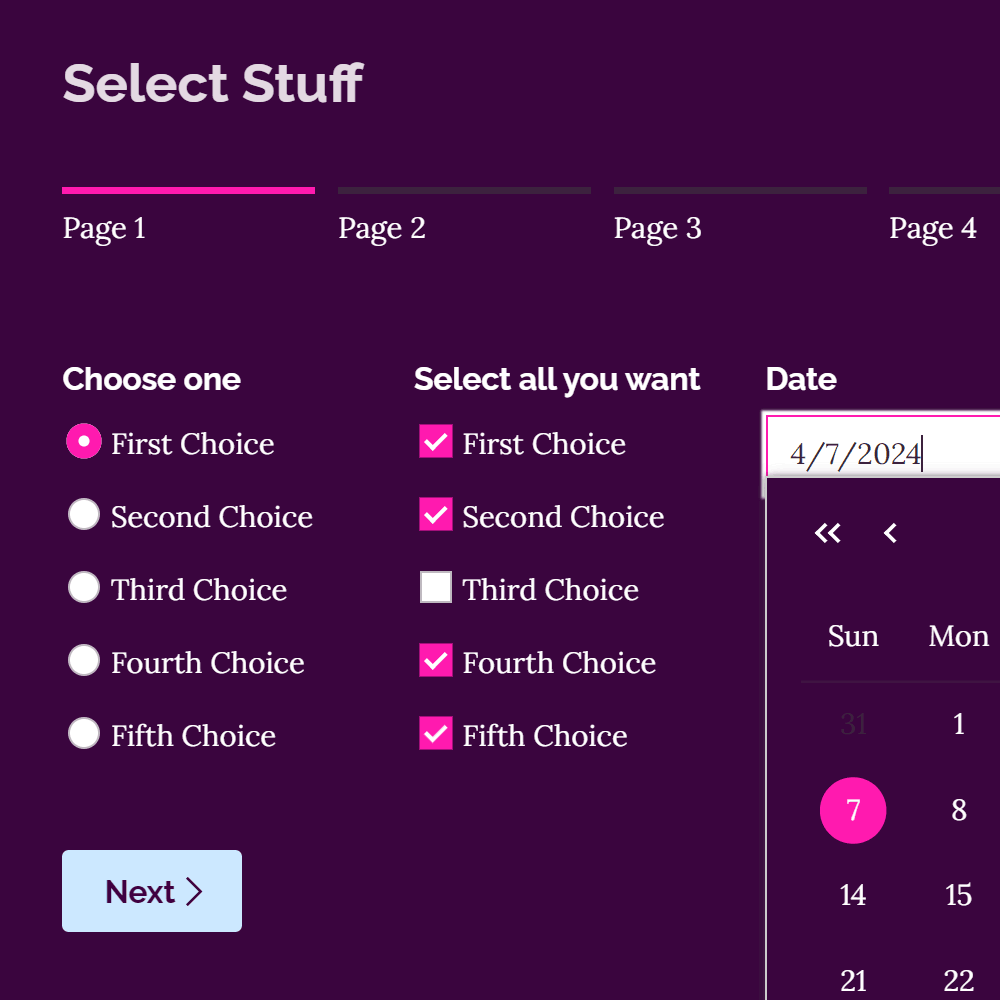 Select Stuff
Page 1 Page 2 Page 3 Page 4
Choose one
First Choice
Second Choice
Third Choice
Fourth Choice
Fifth Choice
Select all you want
First Choice
Second Choice
Third Choice
Fourth Choice
Fifth Choice
Date
4/7/2024
Sun Mon
31 1
7 8
14 15
21 22
Next